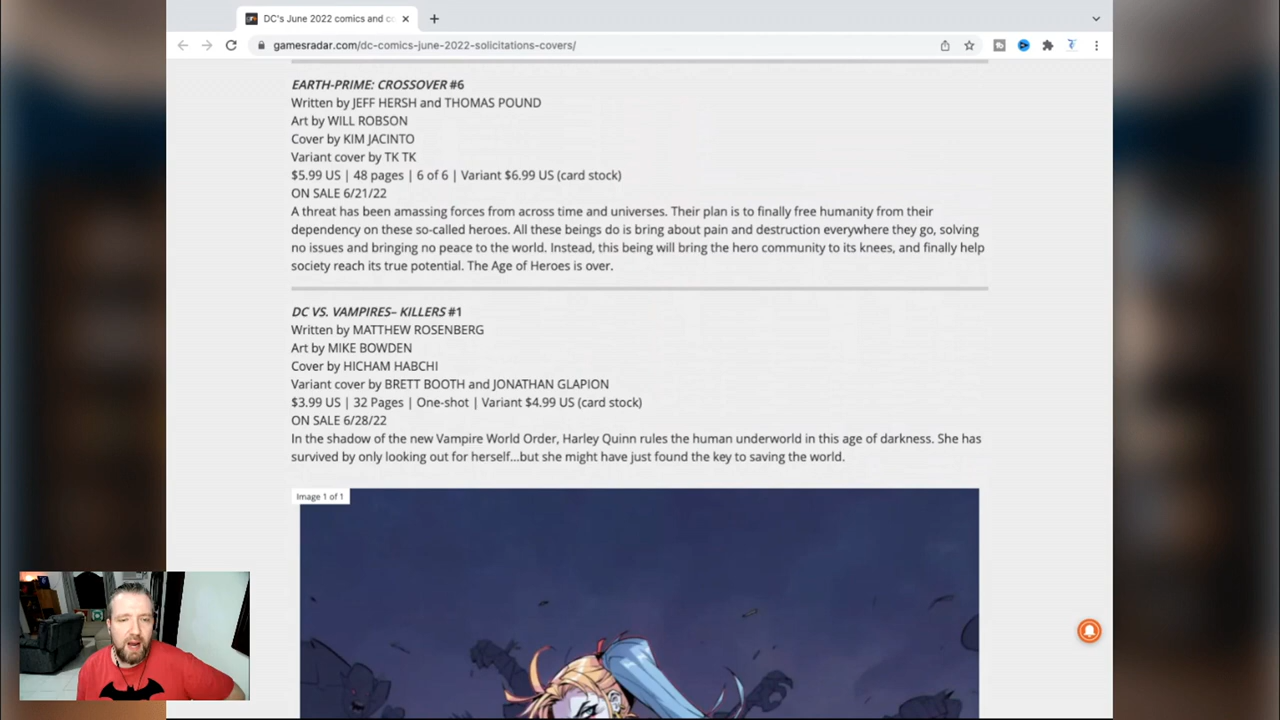 DC's June 2022 comics and co
gamesradar.com/dc-comics-june-2022-solicitations-covers/
EARTH-PRIME: CROSSOVER #6
Written by JEFF HERSH and THOMAS POUND
Art by WILL ROBSON
Cover by KIM JACINTO
Variant cover by TK TK
$5.99 US | 48 pages | 6 of 6 | Variant $6.99 US (card stock)
ON SALE 6/21/22
A threat has been amassing forces from across time and universes. Their plan is to finally free humanity from their
dependency on these so-called heroes. All these beings do is bring about pain and destruction everywhere they go, solving
no issues and bringing no peace to the world. Instead, this being will bring the hero community to its knees, and finally help
society reach its true potential. The Age of Heroes is over.
DC VS. VAMPIRES– KILLERS #1
Written by MATTHEW ROSENBERG
Art by MIKE BOWDEN
Cover by HICHAM HABCHI
Variant cover by BRETT BOOTH and JONATHAN GLAPION
$3.99 US | 32 Pages | One-shot | Variant $4.99 US (card stock)
ON SALE 6/28/22
In the shadow of the new Vampire World Order, Harley Quinn rules the human underworld in this age of darkness. She has
survived by only looking out for herself...but she might have just found the key to saving the world.
Image 1 of 1